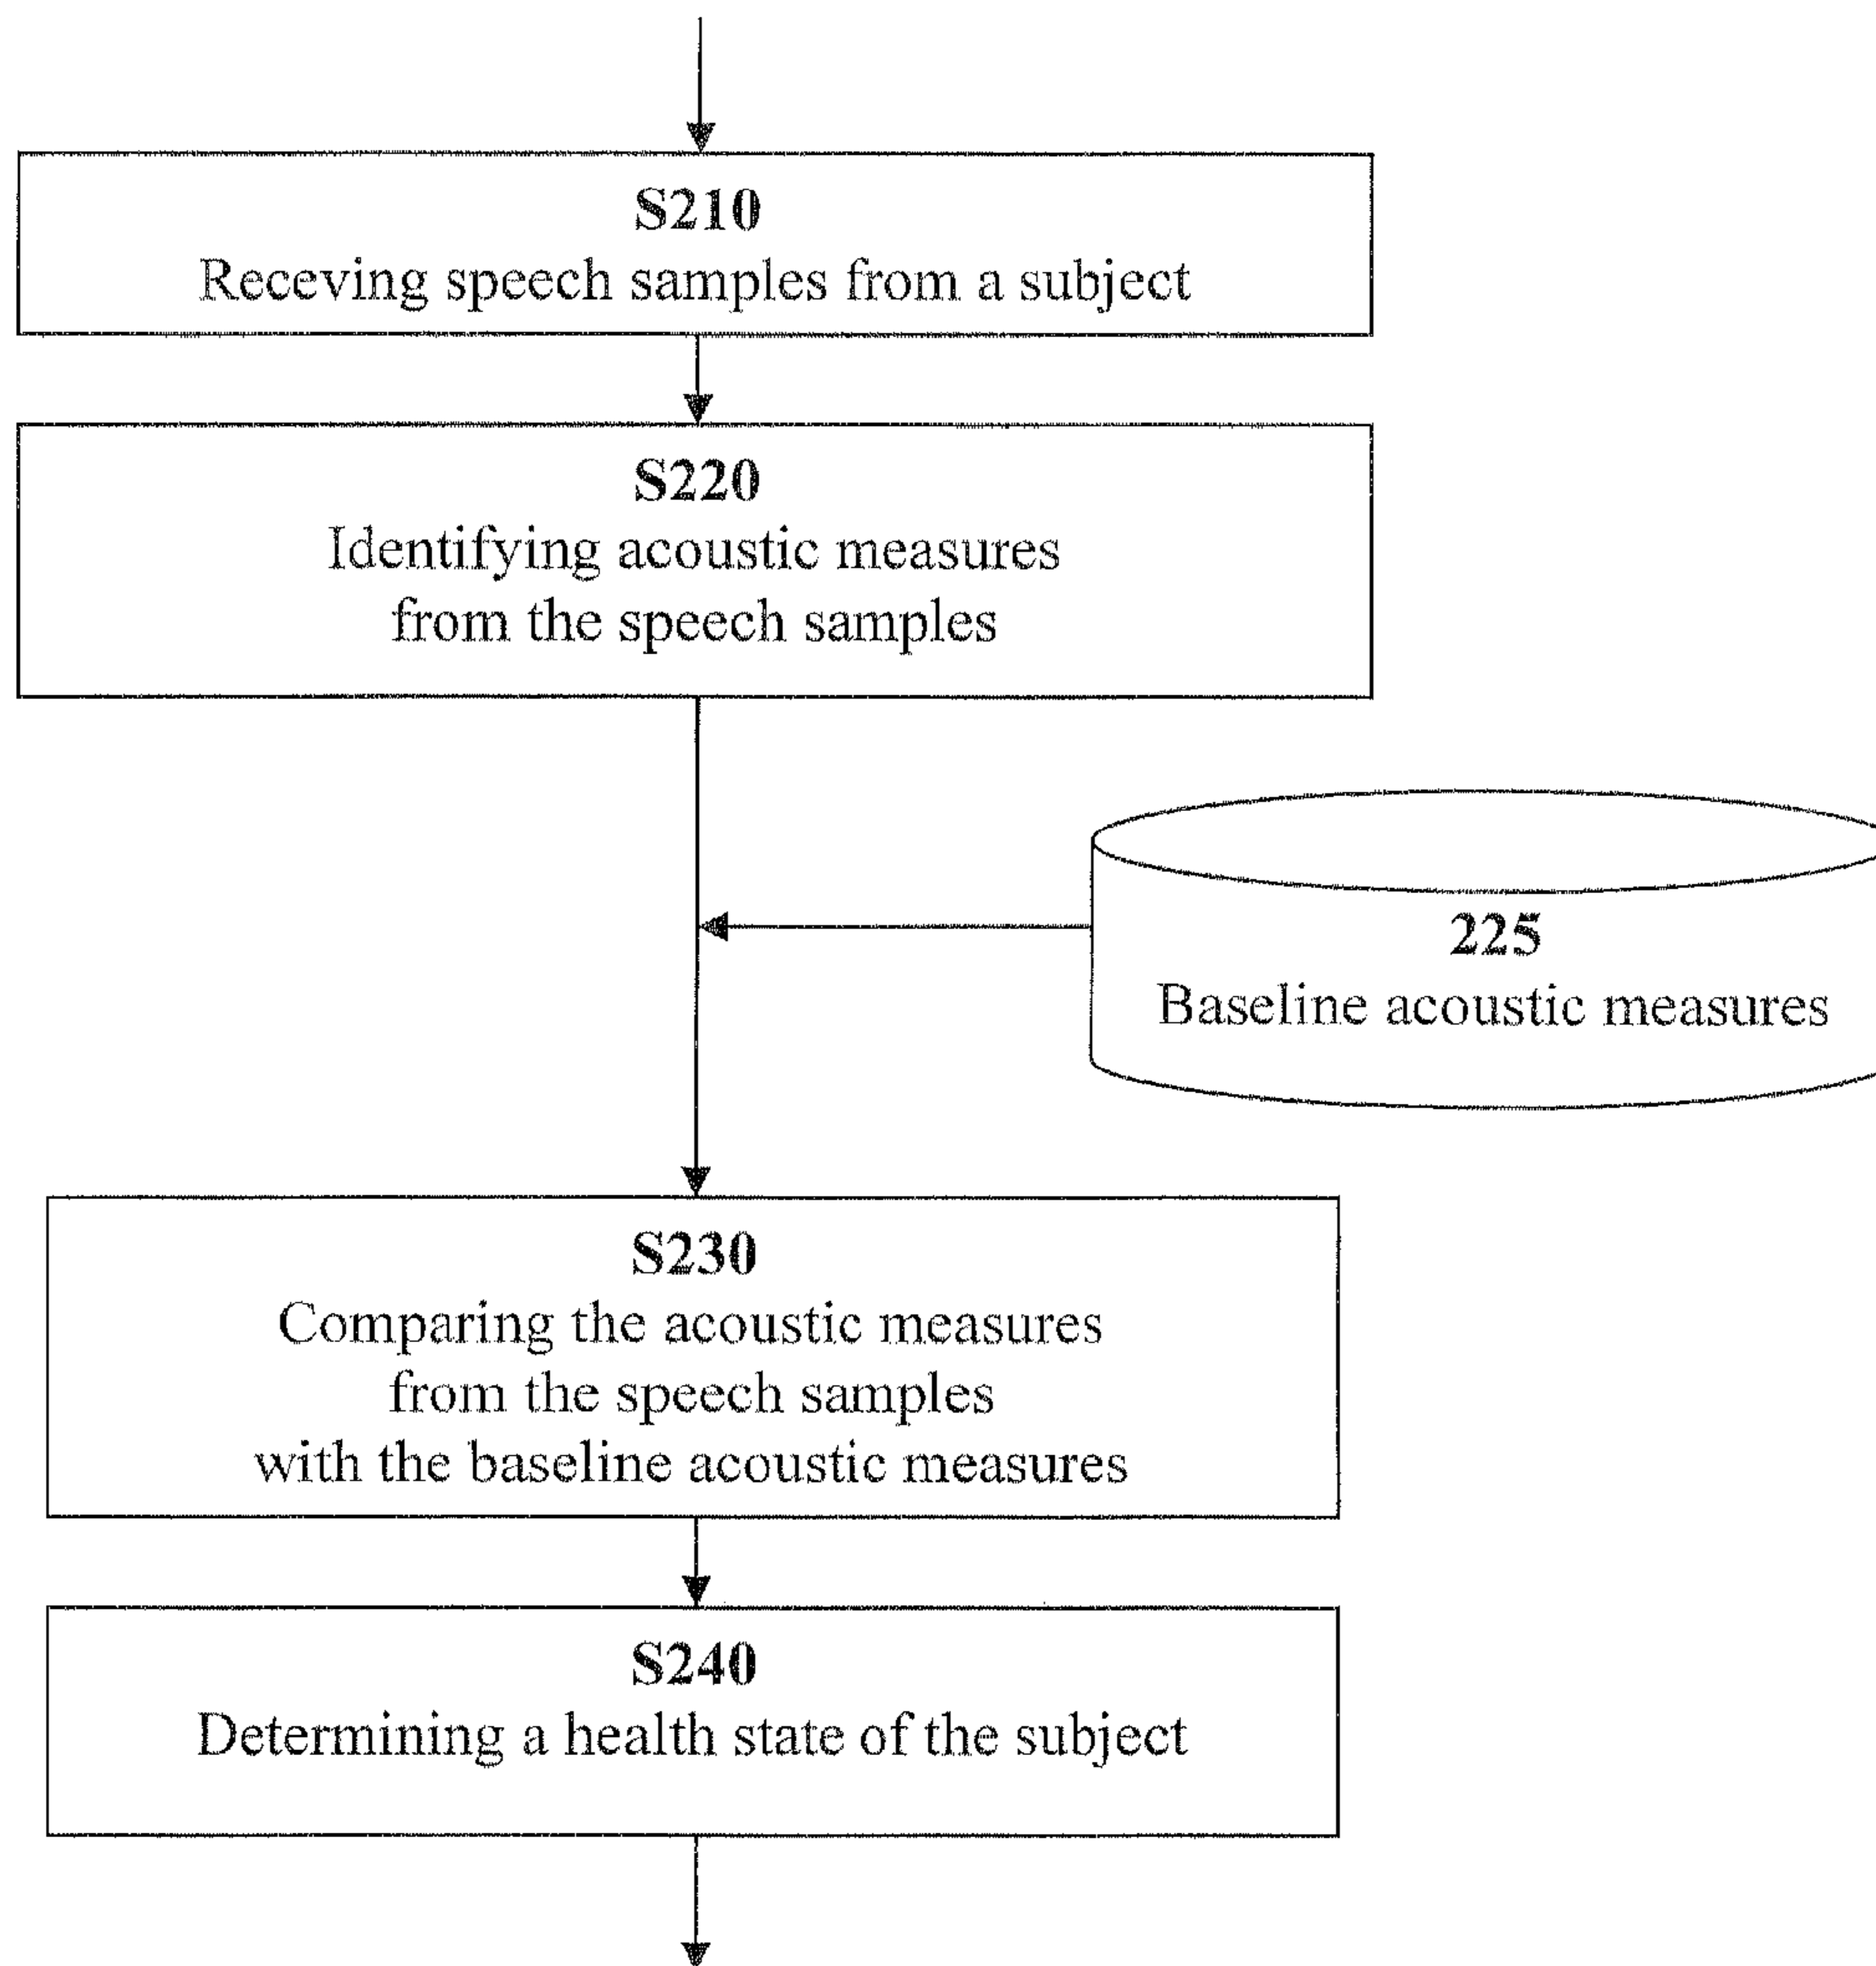 S210
Receving speech samples from a subject
S220
Identifying acoustic measures
from the speech samples
225
Baseline acoustic measures
S230
Comparing the acoustic measures
from the speech samples
with the baseline acoustic measures
S240
Determining a health state of the subject